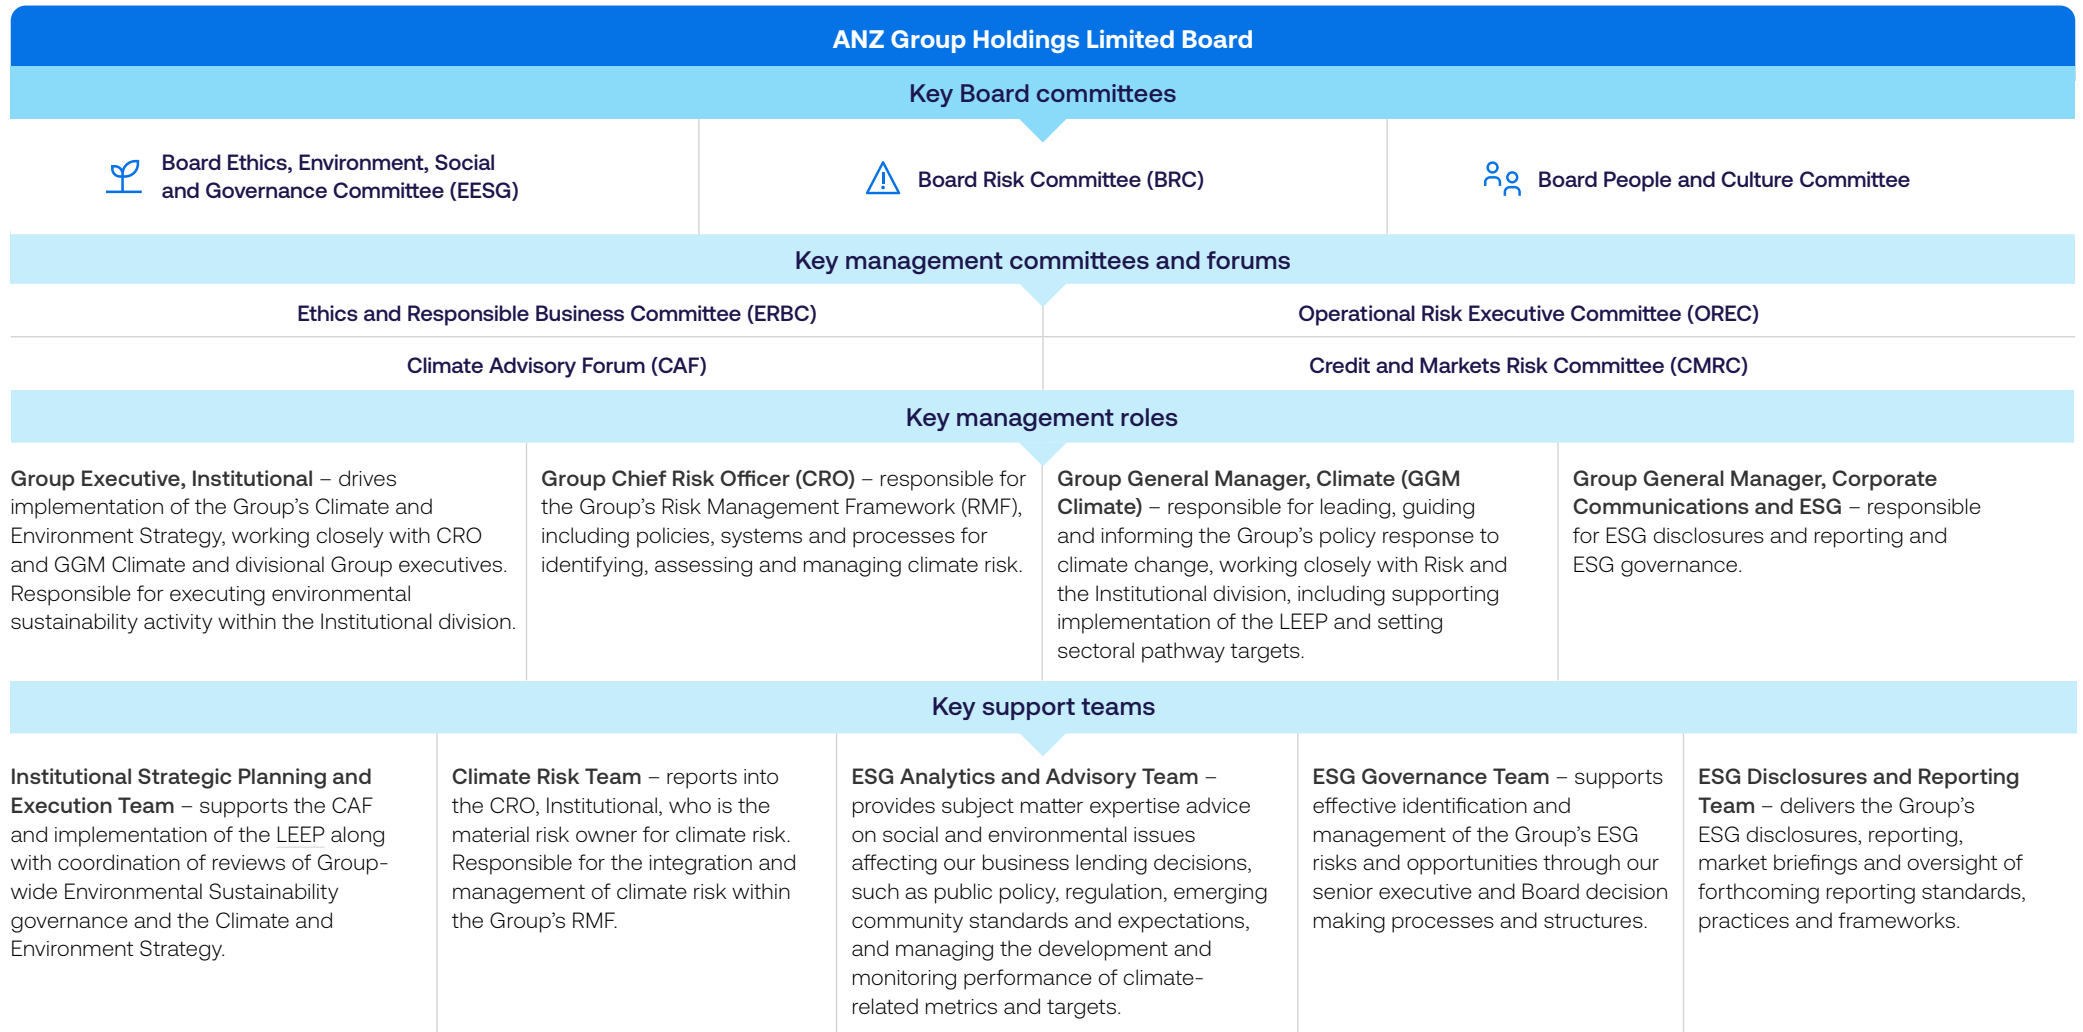 ANZ Group Holdings Limited Board
Key Board committees
Board Ethics, Environment, Social
and Governance Committee (EESG)
Board Risk Committee (BRC)
Board People and Culture Committee
Key management committees and forums
Ethics and Responsible Business Committee (ERBC)
Operational Risk Executive Committee (OREC)
Climate Advisory Forum (CAF)
Credit and Markets Risk Committee (CMRC)
Key management roles
Group Executive, Institutional – drives
implementation of the Group’s Climate and
Environment Strategy, working closely with CRO
and GGM Climate and divisional Group executives.
Responsible for executing environmental
sustainability activity within the Institutional division.
Group Chief Risk Officer (CRO) – responsible for
the Group’s Risk Management Framework (RMF),
including policies, systems and processes for
identifying, assessing and managing climate risk.
Group General Manager, Climate (GGM
Climate) – responsible for leading, guiding
and informing the Group’s policy response to
climate change, working closely with Risk and
the Institutional division, including supporting
implementation of the LEEP and setting
sectoral pathway targets.
Group General Manager, Corporate
Communications and ESG – responsible
for ESG disclosures and reporting and
ESG governance.
Key support teams
Institutional Strategic Planning and
Execution Team – supports the CAF
and implementation of the LEEP along
with coordination of reviews of Group-
wide Environmental Sustainability
governance and the Climate and
Environment Strategy.
Climate Risk Team – reports into
the CRO, Institutional, who is the
material risk owner for climate risk.
Responsible for the integration and
management of climate risk within
the Group’s RMF.
ESG Analytics and Advisory Team –
provides subject matter expertise advice
on social and environmental issues
affecting our business lending decisions,
such as public policy, regulation, emerging
community standards and expectations,
and managing the development and
monitoring performance of climate-
related metrics and targets.
ESG Governance Team – supports
effective identification and
management of the Group’s ESG
risks and opportunities through our
senior executive and Board decision
making processes and structures.
ESG Disclosures and Reporting
Team – delivers the Group’s
ESG disclosures, reporting,
market briefings and oversight of
forthcoming reporting standards,
practices and frameworks.